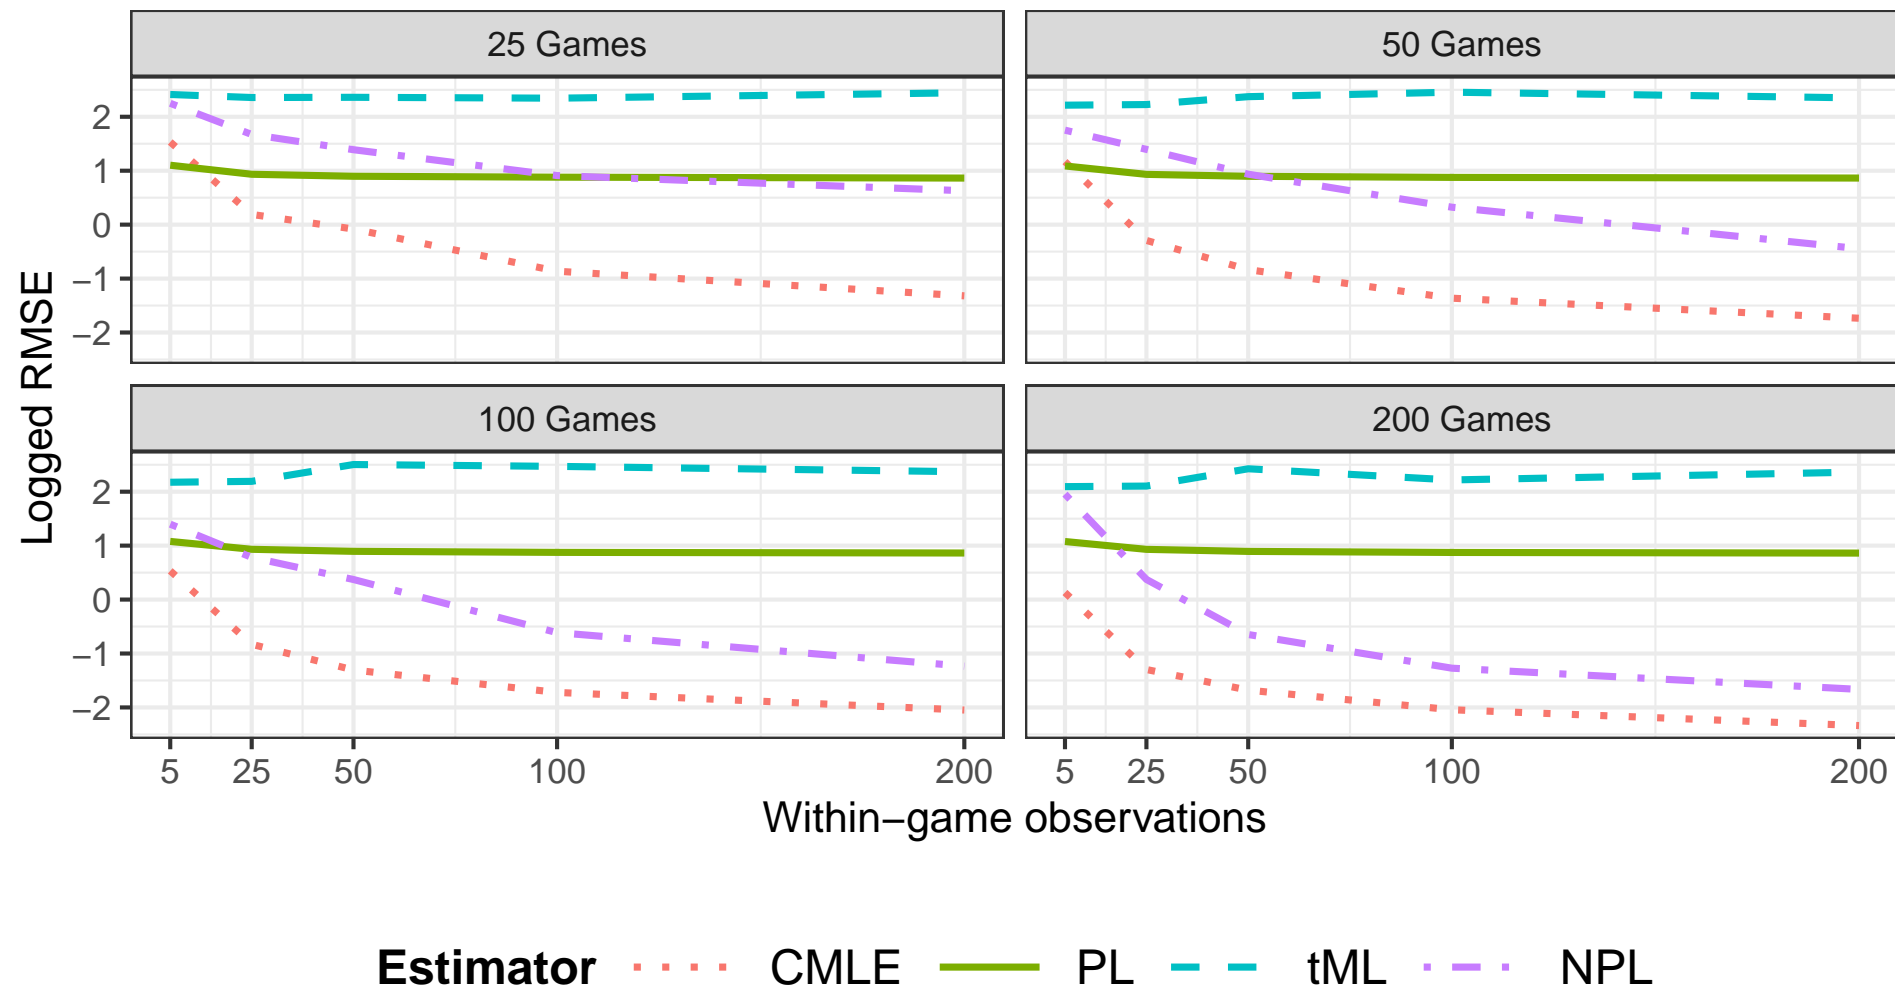 25 Games
50 Games
2
1
0
−1
−2
100 Games
200 Games
2
1
0
−1
−2
Logged RMSE
5 25 50 100 200
5 25 50 100 200
Within−game observations
Estimator CMLE PL tML NPL